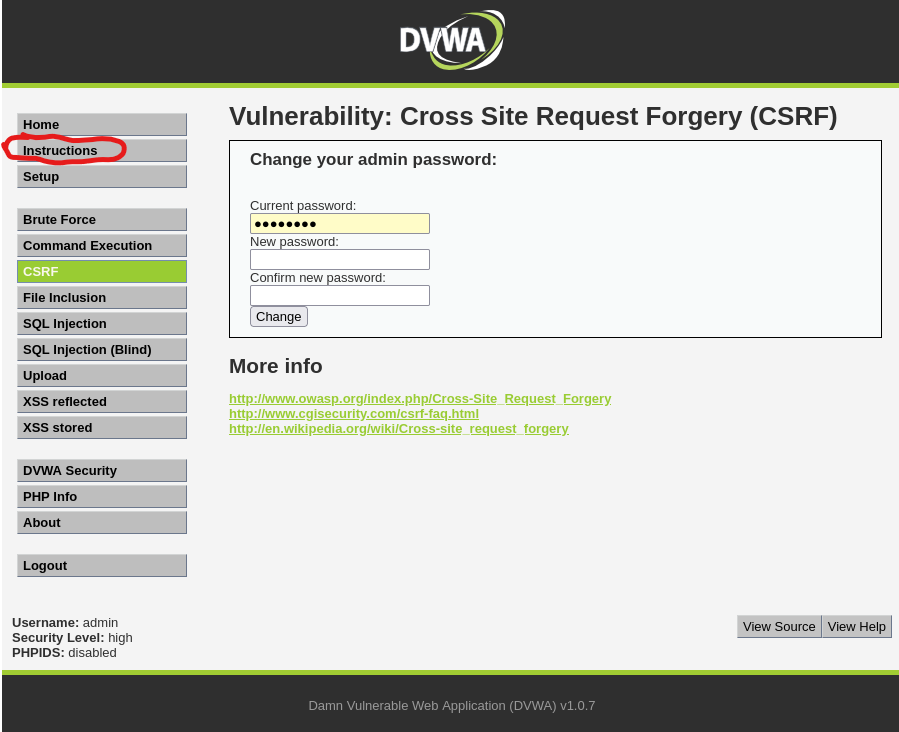 DVWA
Home
Instructions
Setup
Brute Force
Command Execution
CSRF
File Inclusion
SQL Injection
SQL Injection (Blind)
Upload
XSS reflected
XSS stored
DVWA Security
PHP Info
About
Logout
Vulnerability: Cross Site Request Forgery (CSRF)
Change your admin password:
Current password:
●●●●●●●●
New password:
Confirm new password:
Change
More info
http://www.owasp.org/index.php/Cross-Site_Request_Forgery
http://www.cgisecurity.com/csrf-faq.html
http://en.wikipedia.org/wiki/Cross-site_request_forgery
Username: admin
Security Level: high
PHPIDS: disabled
View Source View Help
Damn Vulnerable Web Application (DVWA) v1.0.7